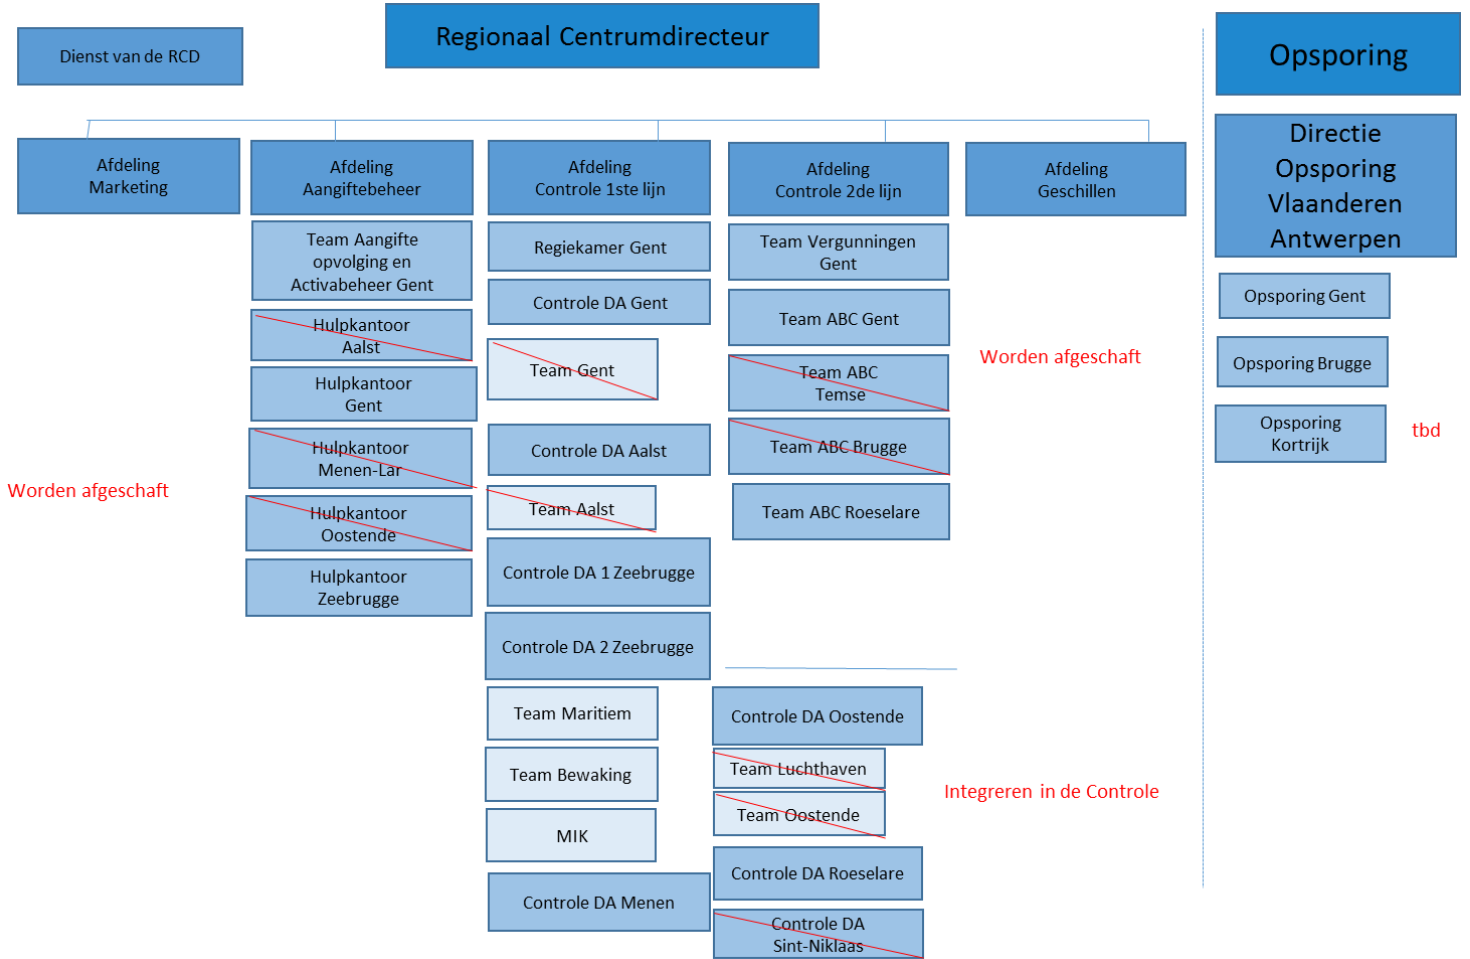 Dienst van de RCD
Regionaal Centrumdirecteur
Afdeling
Marketing
Worden afgeschaft
Afdeling
Aangiftebeheer
Team Aangifte
opvolging en
Activabeheer Gent
Hulpkantoor
Aalst
Hulpkantoor
Gent
Hulpkantoor
Menen-Lar
Hulpkantoor
Oostende
Hulpkantoor
Zeebrugge
Afdeling
Controle 1ste lijn
Regiekamer Gent
Controle DA Gent
Team Gent
Controle DA Aalst
Team Aalst
Controle DA 1 Zeebrugge
Controle DA 2 Zeebrugge
Team Maritiem
Team Bewaking
MIK
Controle DA Menen
Afdeling
Controle 2de lijn
Team Vergunningen
Gent
Team ABC Gent
Team ABC
Temse
Team ABC Brugge
Team ABC Roeselare
Controle DA Oostende
Team Luchthaven
Team Oostende
Controle DA Roeselare
Controle DA
Sint-Niklaas
Afdeling
Geschillen
Worden afgeschaft
Integreren in de Controle
Opsporing
Directie
Opsporing
Vlaanderen
Antwerpen
Opsporing Gent
Opsporing Brugge
Opsporing
Kortrijk
tbd